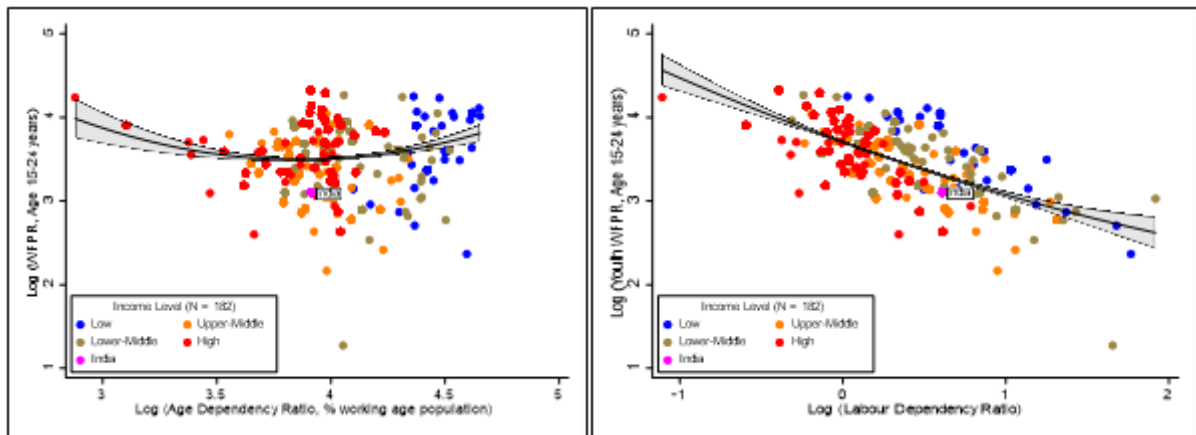 Log (WFPR, Age 15-24 years)
5
4
3
2
1
India
Income Level (N = 182)
Low Upper-Middle
Lower-Middle High
India
3 3.5 4 4.5 5
Log (Age Dependency Ratio, % working age population)
Log (Youth WFPR, Age 15-24 years)
5
4
3
2
1
India
Income Level (N = 182)
Low Upper-Middle
Lower-Middle High
India
-1 0 1 2
Log (Labour Dependency Ratio)